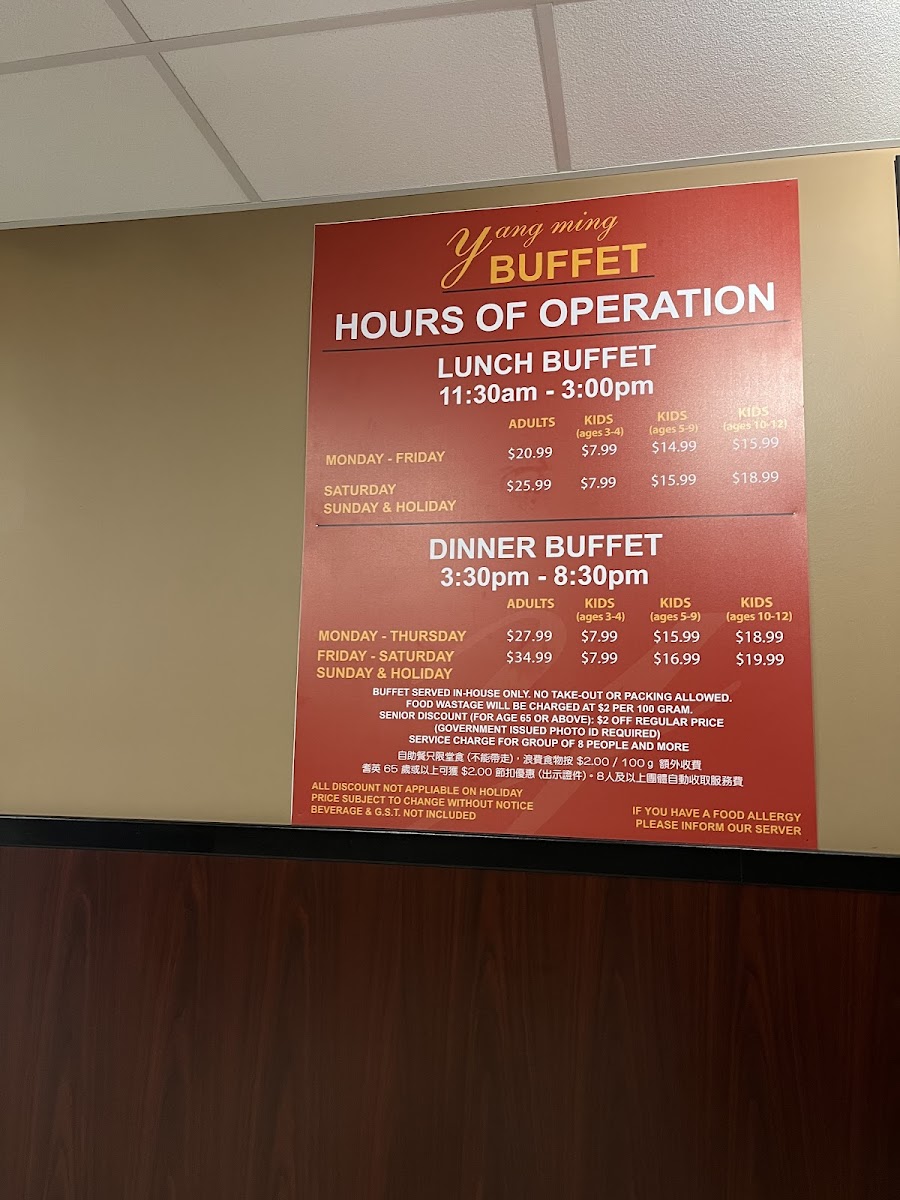 Yang ming
BUFFET
HOURS OF OPERATION
LUNCH BUFFET
11:30am - 3:00pm
ADULTS KIDS KIDS KIDS
(ages 3-4) (ages 5-9) (ages 10-12)
MONDAY - FRIDAY $20.99 $7.99 $14.99 $15.99
SATURDAY $25.99 $7.99 $15.99 $18.99
SUNDAY & HOLIDAY
DINNER BUFFET
3:30pm - 8:30pm
ADULTS KIDS KIDS KIDS
(ages 3-4) (ages 5-9) (ages 10-12)
MONDAY - THURSDAY $27.99 $7.99 $15.99 $18.99
FRIDAY - SATURDAY $34.99 $7.99 $16.99 $19.99
SUNDAY & HOLIDAY
BUFFET SERVED IN-HOUSE ONLY. NO TAKE-OUT OR PACKING ALLOWED.
FOOD WASTAGE WILL BE CHARGED AT $2 PER 100 GRAM.
SENIOR DISCOUNT (FOR AGE 65 OR ABOVE): $2 OFF REGULAR PRICE
(GOVERNMENT ISSUED PHOTO ID REQUIRED)
SERVICE CHARGE FOR GROUP OF 8 PEOPLE AND MORE
自助餐只限堂食 (不能帶走)，浪費食物按 $2.00 / 100 g 額外收費
耆英 65 歲或以上可獲 $2.00 節扣優惠 (出示證件)。8人及以上團體自動收取服務費
ALL DISCOUNT NOT APPLIABLE ON HOLIDAY
PRICE SUBJECT TO CHANGE WITHOUT NOTICE
BEVERAGE & G.S.T. NOT INCLUDED
IF YOU HAVE A FOOD ALLERGY
PLEASE INFORM OUR SERVER